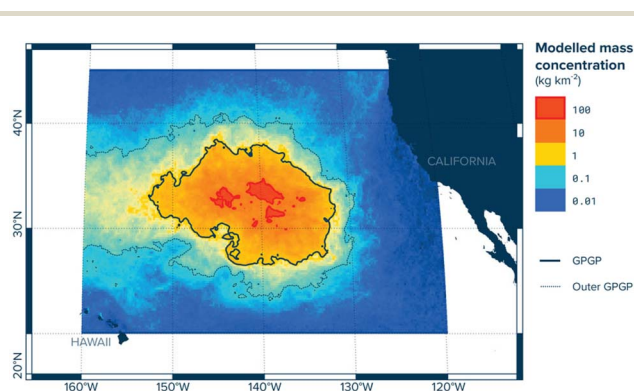 Modelled mass
concentration
(kg km-2)
100
10
1
0.1
0.01
GPGP
Outer GPGP
40°N
30°N
20°N
CALIFORNIA
HAWAII
160°W 150°W 140°W 130°W 120°W